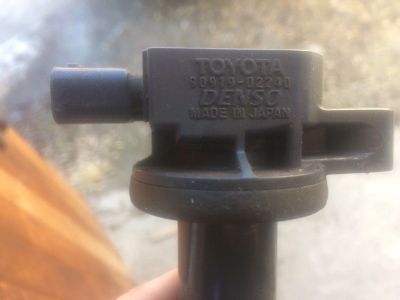 TOYOTA
90919-02240
DENSO
MADE IN JAPAN